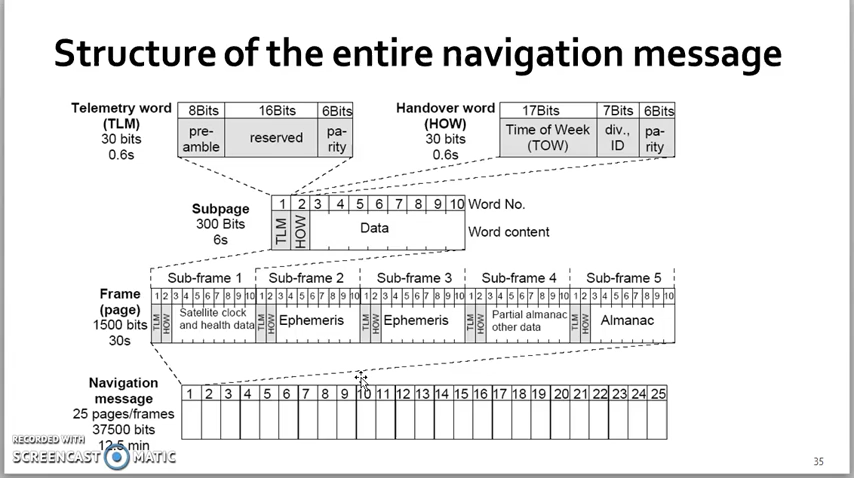 Structure of the entire navigation message
Telemetry word
(TLM)
30 bits
0.6s
8Bits 16Bits 6Bits
pre-
amble
reserved
pa-
rity
Handover word
(HOW)
30 bits
0.6s
17Bits 7Bits 6Bits
Time of Week
(TOW)
div.,
ID
pa-
rity
Subpage
300 Bits
6s
1 2 3 4 5 6 7 8 9 10 Word No.
TLM HOW Data Word content
Frame
(page)
1500 bits
30s
Sub-frame 1 Sub-frame 2 Sub-frame 3 Sub-frame 4 Sub-frame 5
1 2 3 4 5 6 7 8 9 10 1 2 3 4 5 6 7 8 9 10 1 2 3 4 5 6 7 8 9 10 1 2 3 4 5 6 7 8 9 10 1 2 3 4 5 6 7 8 9 10
TLM HOW Satellite clock
and health data
TLM HOW Ephemeris
TLM HOW Ephemeris
TLM HOW Partial almanac
other data
TLM HOW Almanac
Navigation
message
25 pages/frames
37500 bits
12.5 min
1 2 3 4 5 6 7 8 9 10 11 12 13 14 15 16 17 18 19 20 21 22 23 24 25
RECORDED WITH
SCREENCAST MATIC
35